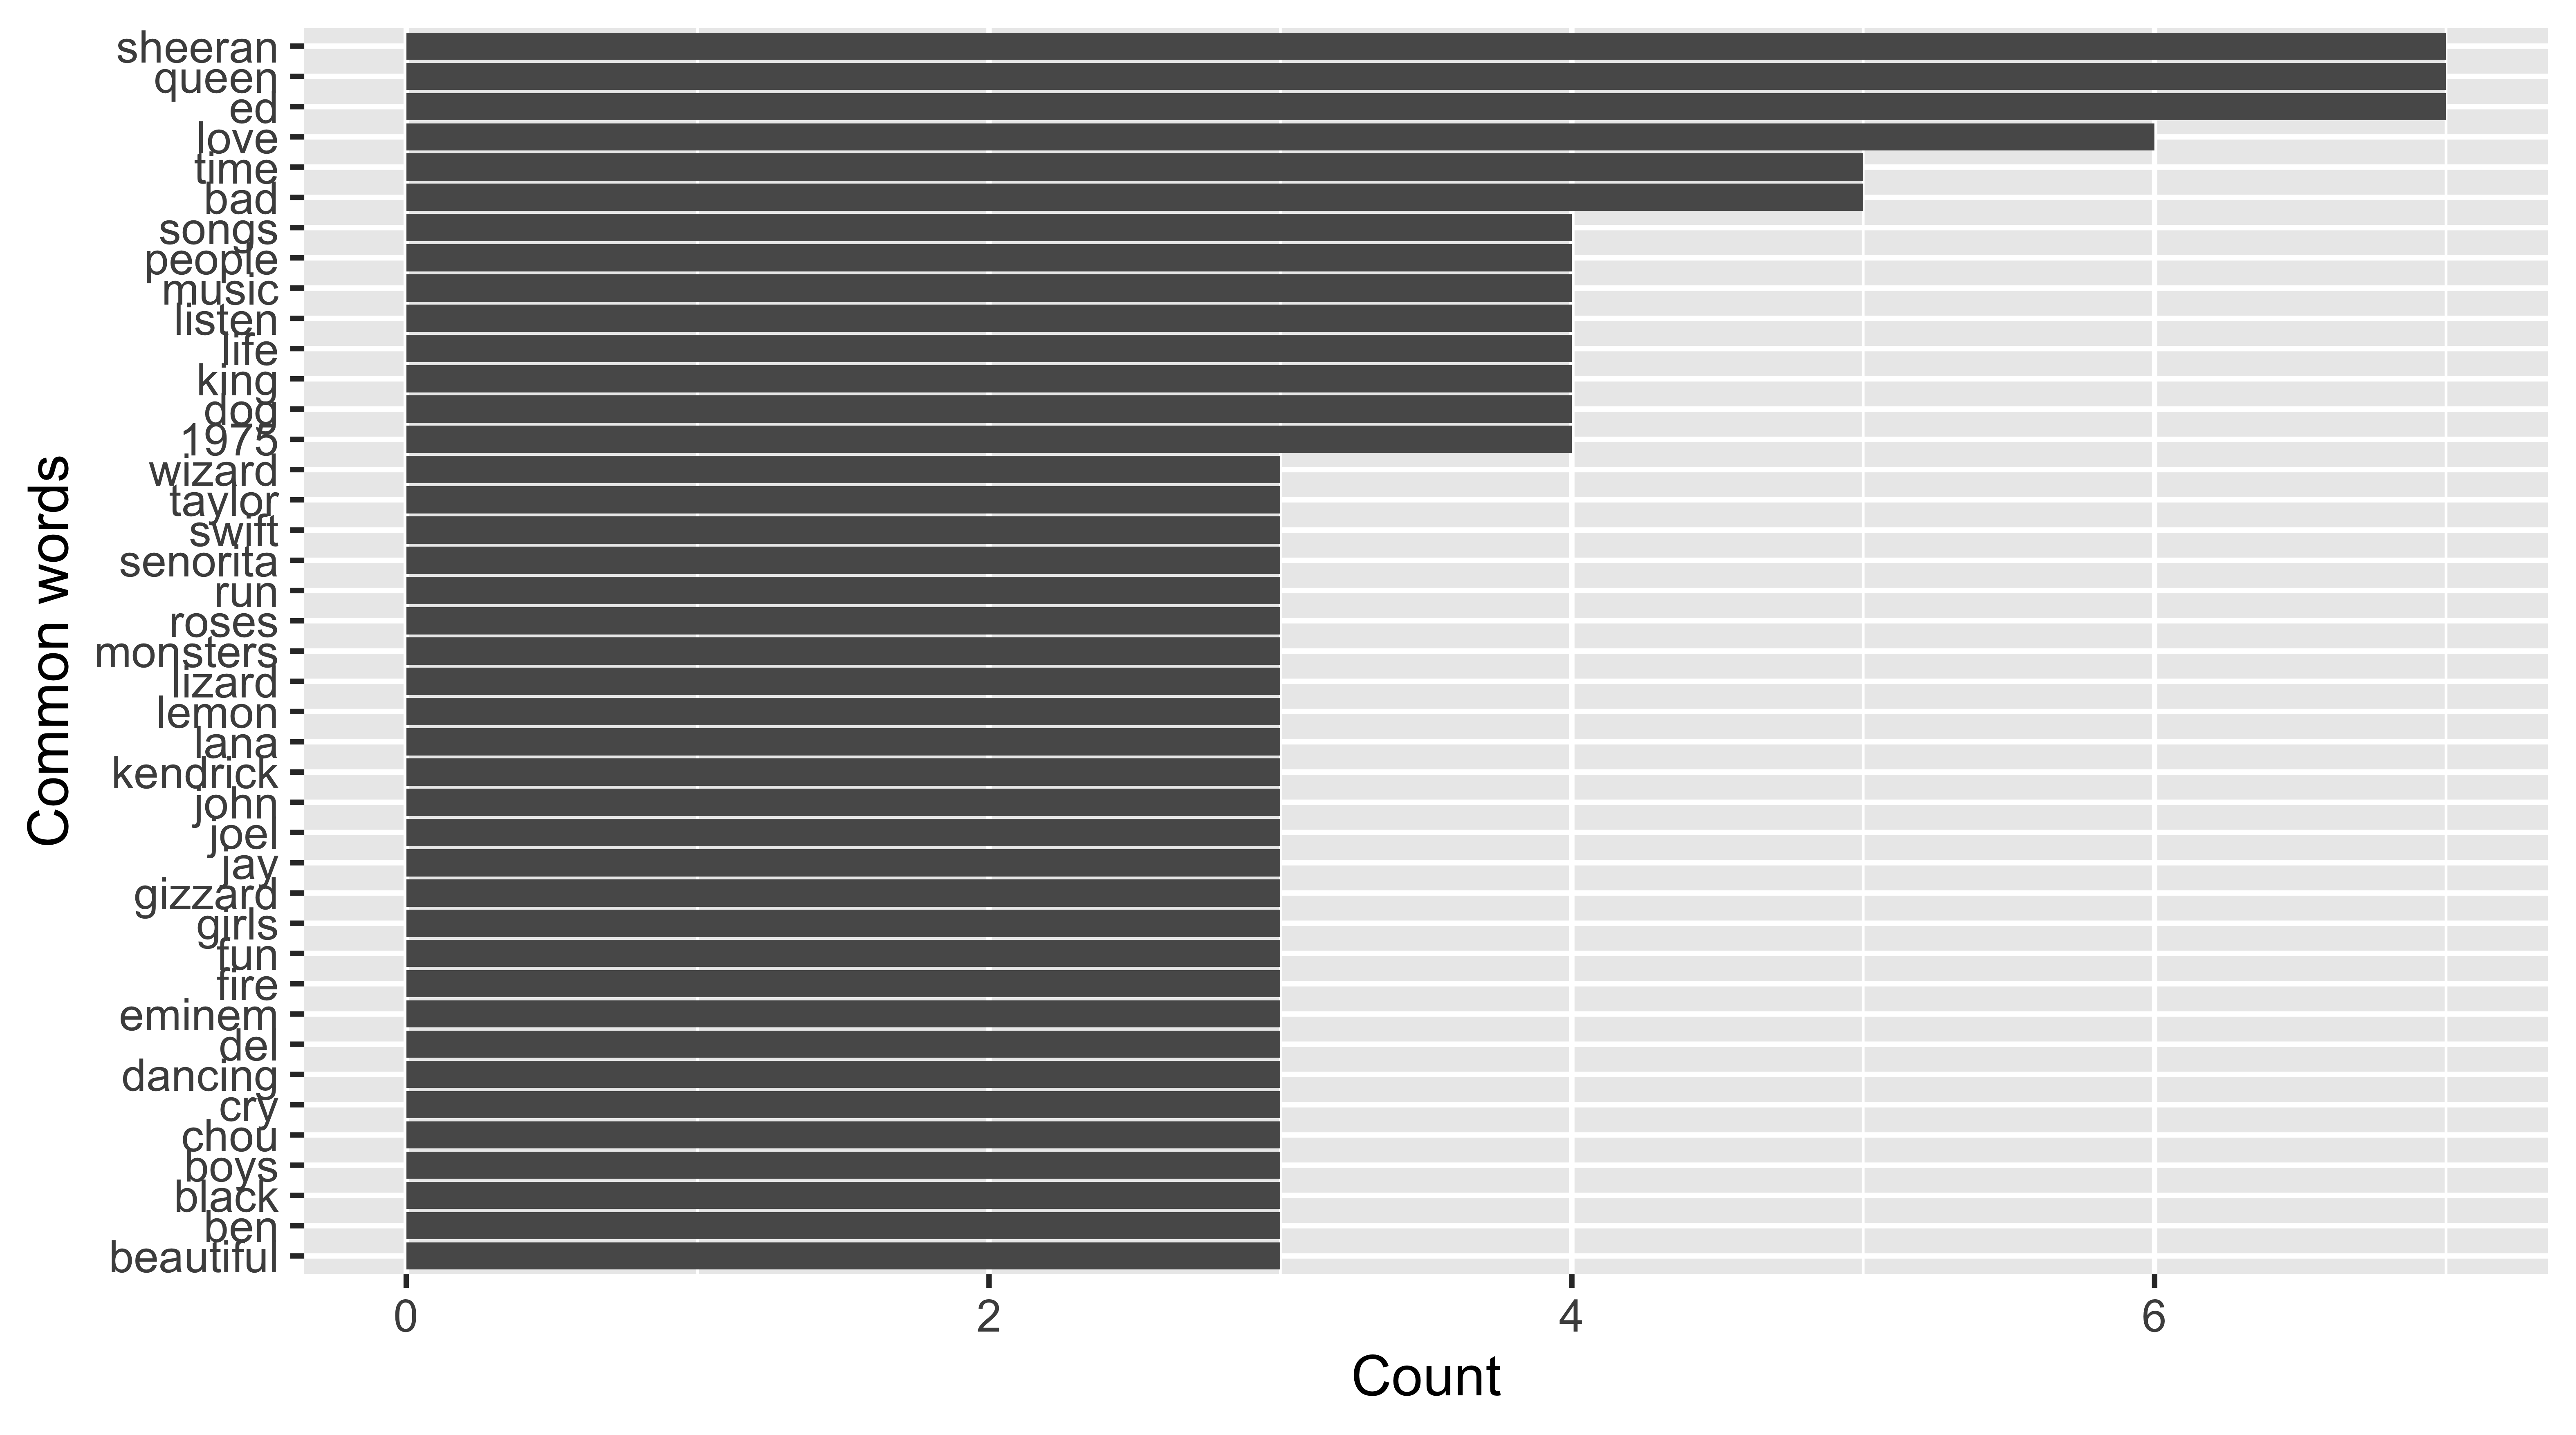 sheeran
queen
ed
love
time
bad
songs
people
music
listen
life
king
dog
1975
wizard
taylor
swift
senorita
run
roses
monsters
lizard
lemon
lana
kendrick
john
joel
jay
gizzard
girls
fun
fire
eminem
del
dancing
cry
chou
boys
black
ben
beautiful
Common words
0 2 4 6
Count